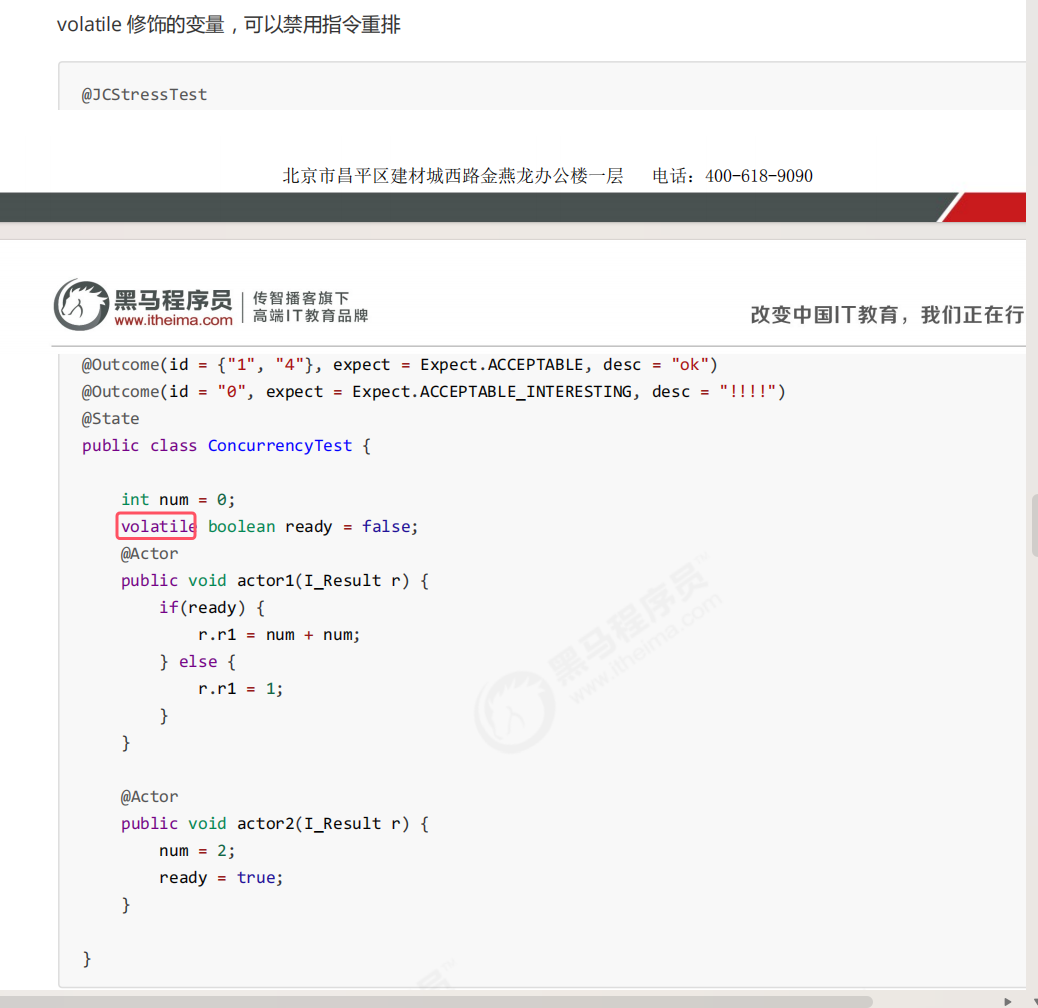 volatile 修饰的变量，可以禁用指令重排
@JCStressTest
北京市昌平区建材城西路金燕龙办公楼一层 电话：400-618-9090
黑马程序员
www.itheima.com
传智播客旗下
高端IT教育品牌
改变中国IT教育，我们正在行
@Outcome(id = {"1", "4"}, expect = Expect.ACCEPTABLE, desc = "ok")
@Outcome(id = "0", expect = Expect.ACCEPTABLE_INTERESTING, desc = "!!!!")
@State
public class ConcurrencyTest {
    int num = 0;
    volatile boolean ready = false;
    @Actor
    public void actor1(I_Result r) {
        if(ready) {
            r.r1 = num + num;
        } else {
            r.r1 = 1;
        }
    }
    @Actor
    public void actor2(I_Result r) {
        num = 2;
        ready = true;
    }
}
黑马程序员™
www.itheima.com